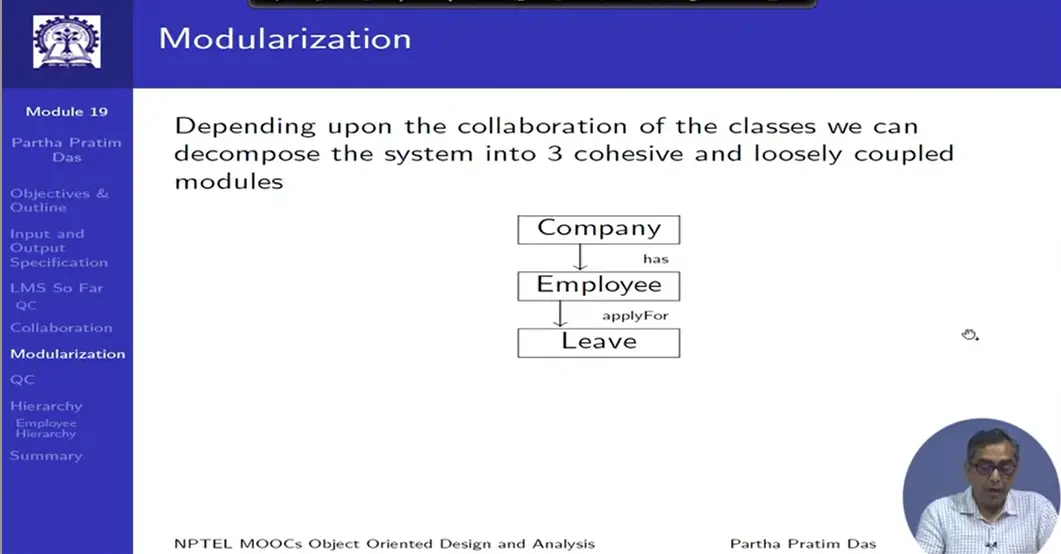 Modularization
Module 19
Partha Pratim
Das
Objectives &
Outline
Input and
Output
Specification
LMS So Far
QC
Collaboration
Modularization
QC
Hierarchy
Employee
Hierarchy
Summary
Depending upon the collaboration of the classes we can
decompose the system into 3 cohesive and loosely coupled
modules
Company
has
Employee
applyFor
Leave
NPTEL MOOCs Object Oriented Design and Analysis
Partha Pratim Das